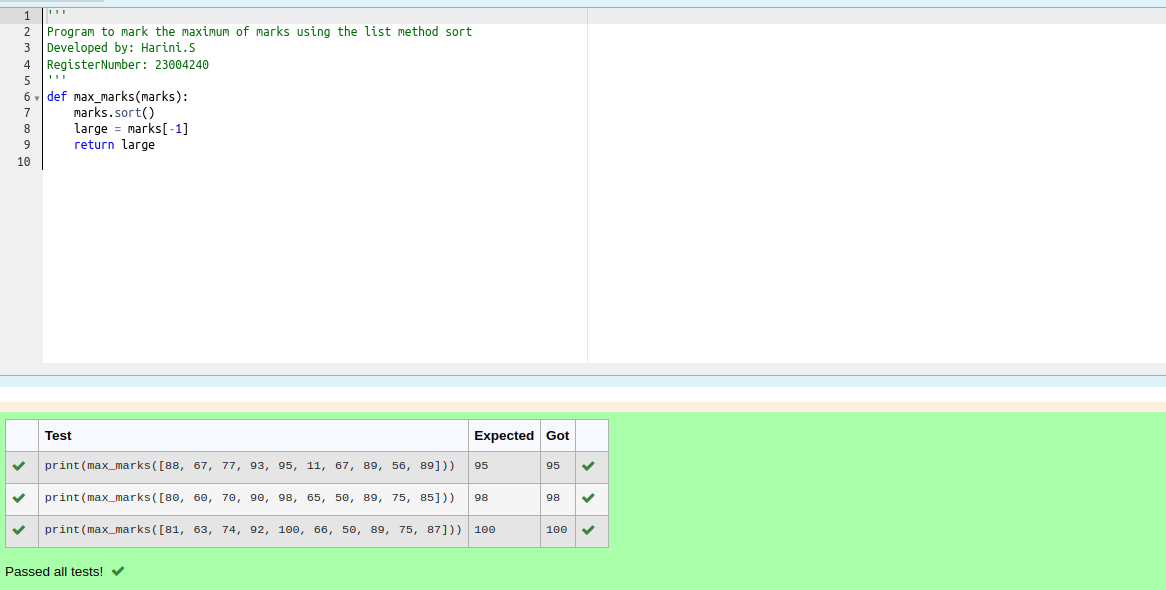 1 '''
2 Program to mark the maximum of marks using the list method sort
3 Developed by: Harini.S
4 RegisterNumber: 23004240
5 '''
6 def max_marks(marks):
7     marks.sort()
8     large = marks[-1]
9     return large
10
Test Expected Got
print(max_marks([88, 67, 77, 93, 95, 11, 67, 89, 56, 89])) 95 95
print(max_marks([80, 60, 70, 90, 98, 65, 50, 89, 75, 85])) 98 98
print(max_marks([81, 63, 74, 92, 100, 66, 50, 89, 75, 87])) 100 100
Passed all tests!